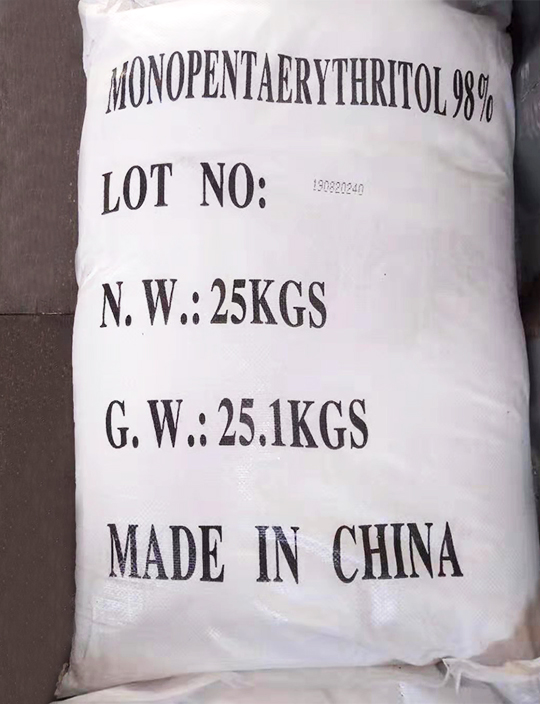 MONOPENTAERYTHRITOL 98%
LOT NO: 190820240
N. W.: 25KGS
G. W.: 25.1KGS
MADE IN CHINA